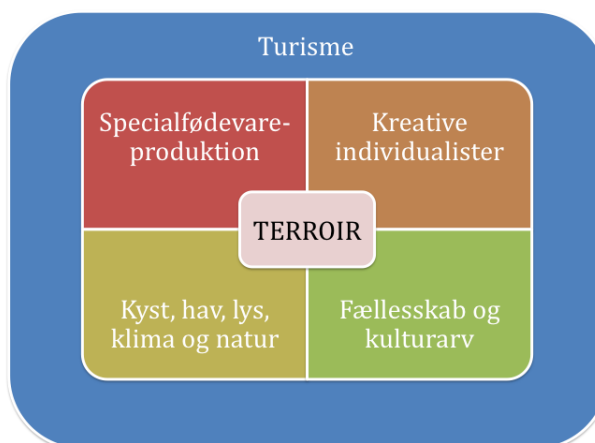 Turisme
Specialfødevare-
produktion
Kreative
individualister
TERROIR
Kyst, hav, lys,
klima og natur
Fællesskab og
kulturarv